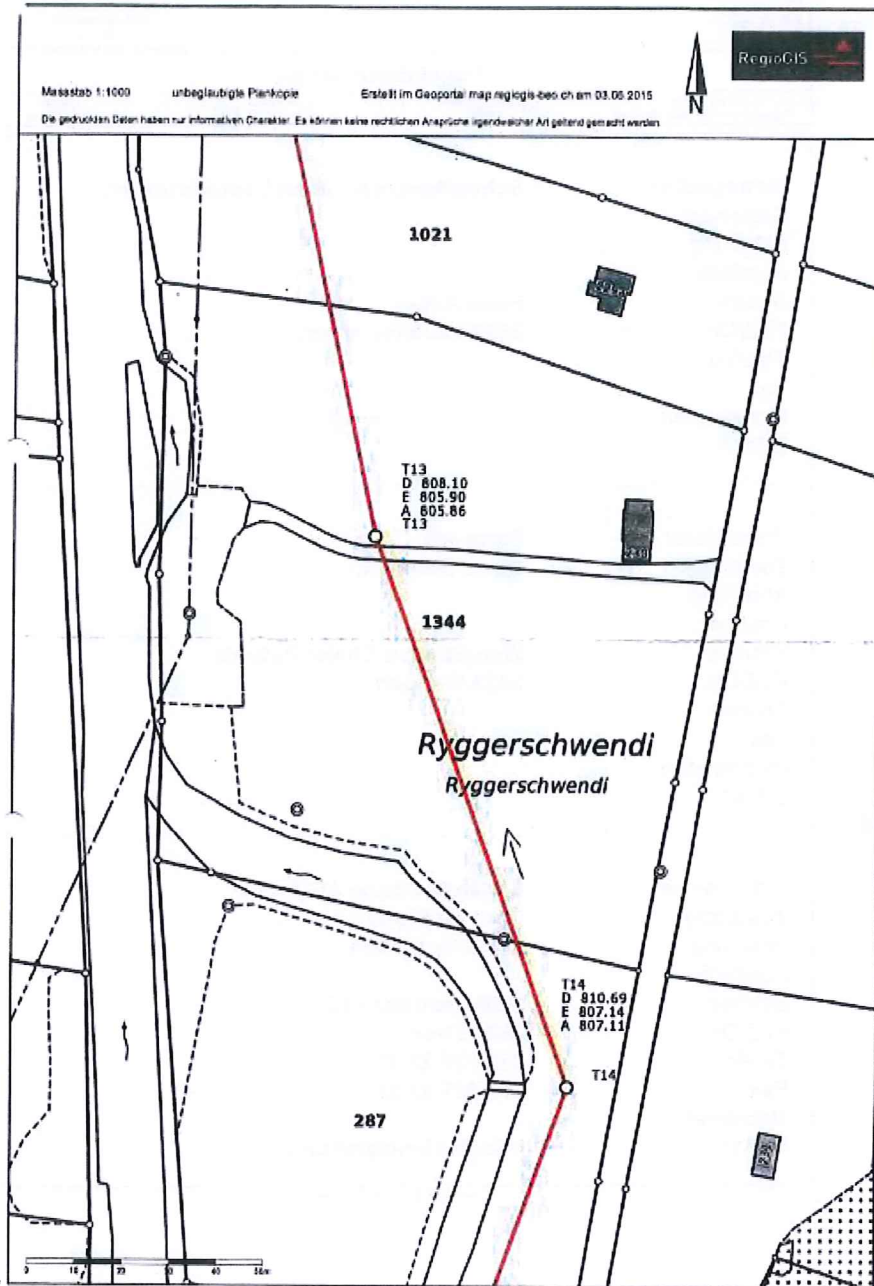 RegioGIS
Massstab 1:1000 unbeglaubigte Plankopie Erstellt im Geoportal map.regiogis-beo.ch am 03.06.2015
N
Die gedruckten Daten haben nur informativen Charakter. Es können keine rechtlichen Ansprüche irgendwelcher Art geltend gemacht werden
1021
T13
D 808.10
E 805.90
A 805.86
T13
1344
Ryggerschwendi
Ryggerschwendi
T14
D 810.69
E 807.14
A 807.11
T14
287
0 10 20 30 40 50m